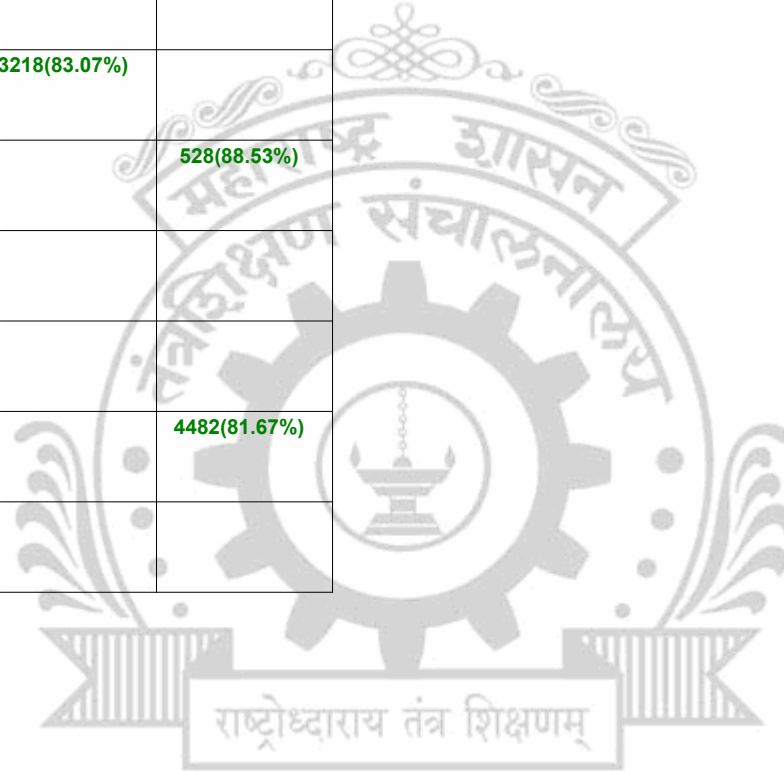 3218(83.07%)
महाराष्ट्र शासन
528(88.53%)
तंत्रशिक्षण संचालनालय
4482(81.67%)
राष्ट्रोध्दाराय तंत्र शिक्षणम्